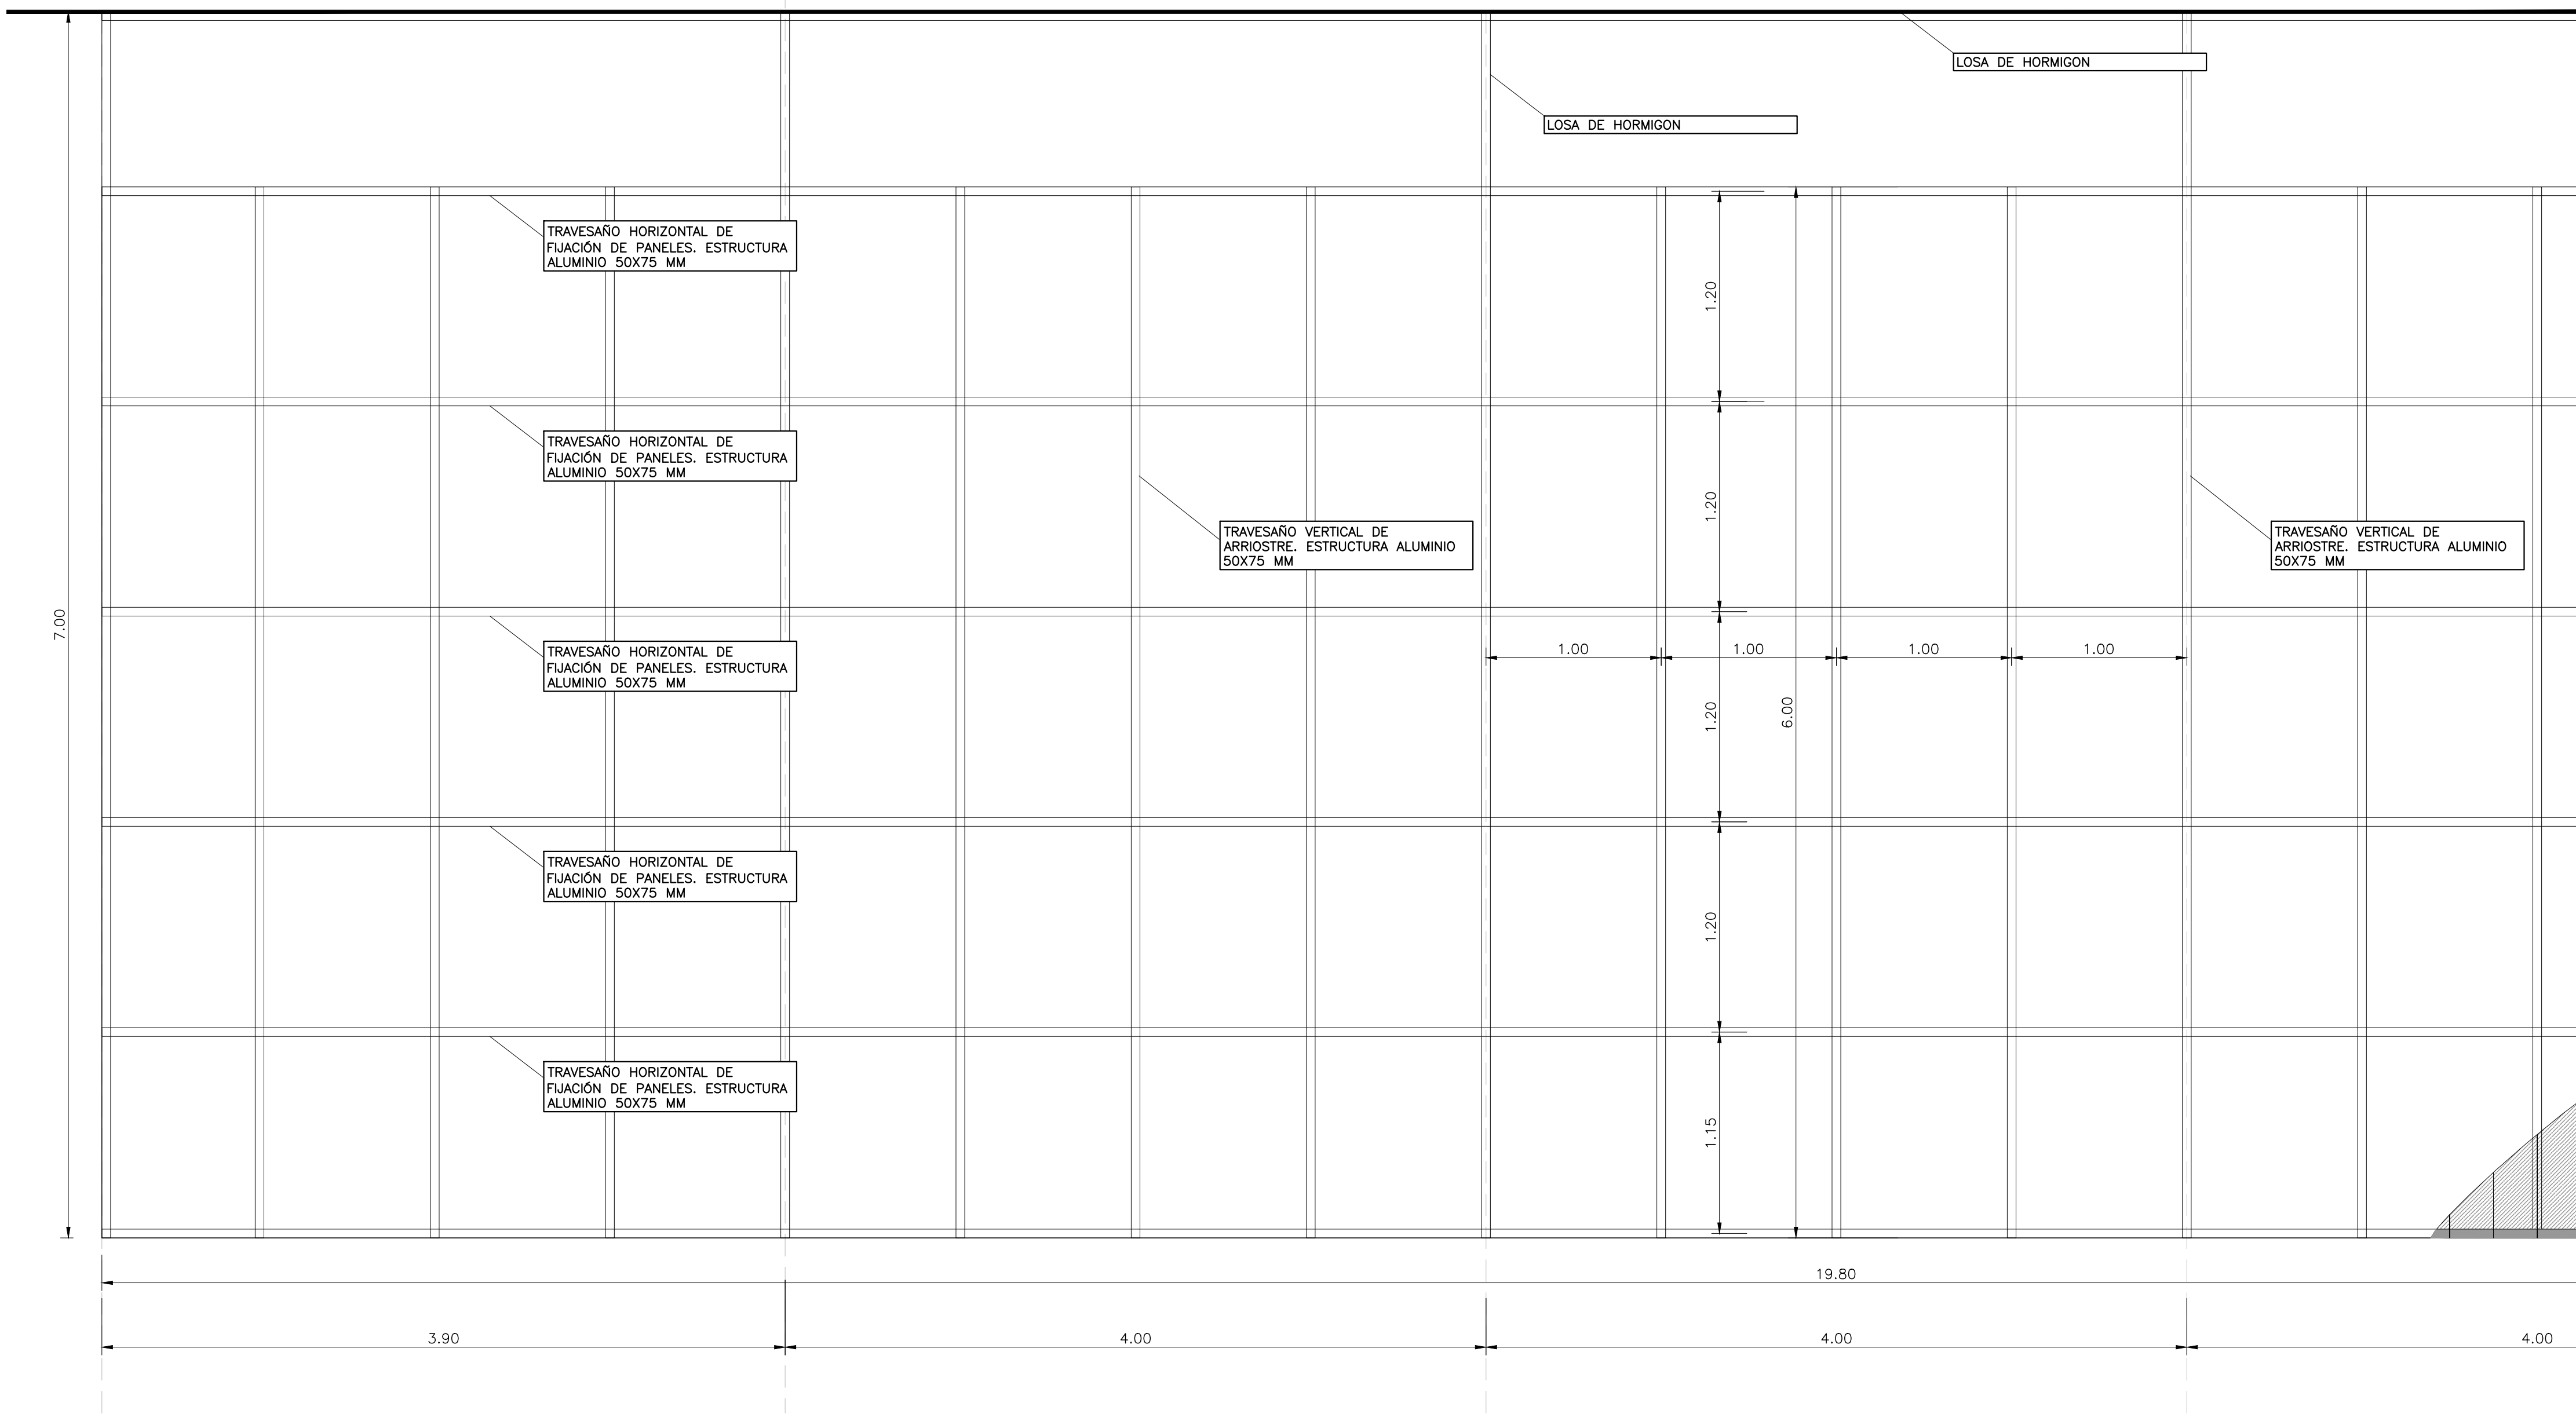 LOSA DE HORMIGON
LOSA DE HORMIGON
TRAVESAÑO HORIZONTAL DE
FIJACIÓN DE PANELES. ESTRUCTURA
ALUMINIO 50X75 MM
1.20
TRAVESAÑO HORIZONTAL DE
FIJACIÓN DE PANELES. ESTRUCTURA
ALUMINIO 50X75 MM
1.20
TRAVESAÑO VERTICAL DE
ARRIOSTRE. ESTRUCTURA ALUMINIO
50X75 MM
TRAVESAÑO VERTICAL DE
ARRIOSTRE. ESTRUCTURA ALUMINIO
50X75 MM
7.00
TRAVESAÑO HORIZONTAL DE
FIJACIÓN DE PANELES. ESTRUCTURA
ALUMINIO 50X75 MM
1.00
1.00
1.00
1.00
1.20
6.00
TRAVESAÑO HORIZONTAL DE
FIJACIÓN DE PANELES. ESTRUCTURA
ALUMINIO 50X75 MM
1.20
TRAVESAÑO HORIZONTAL DE
FIJACIÓN DE PANELES. ESTRUCTURA
ALUMINIO 50X75 MM
1.15
19.80
3.90
4.00
4.00
4.00